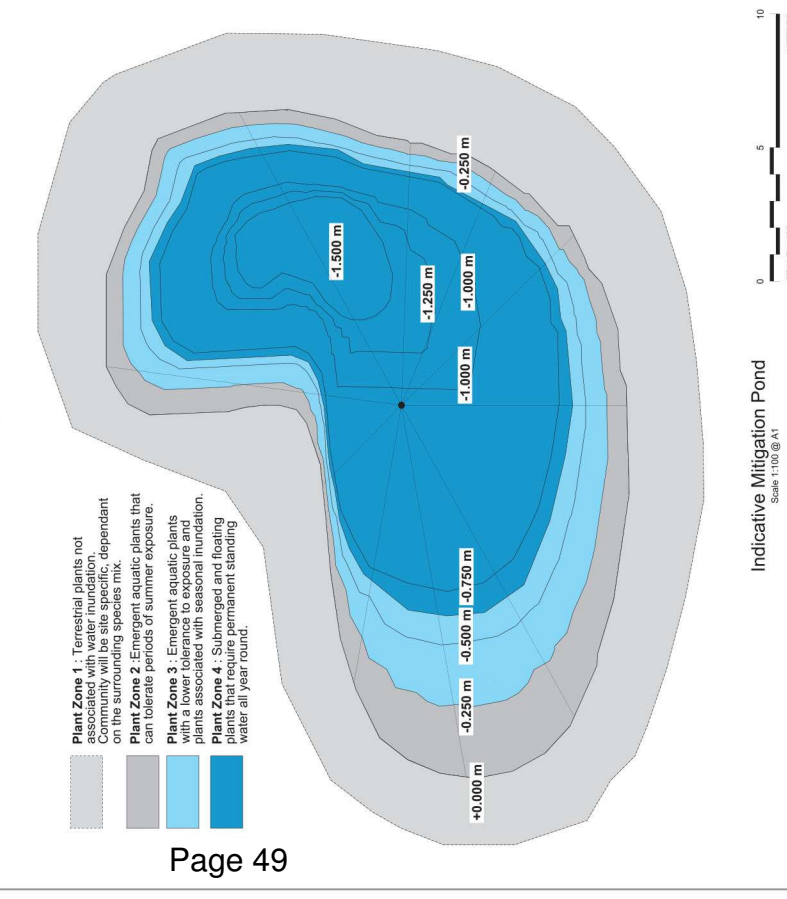 Plant Zone 1 : Terrestrial plants not
associated with water inundation.
Community will be site specific, dependant
on the surrounding species mix.
Plant Zone 2 :Emergent aquatic plants that
can tolerate periods of summer exposure.
Plant Zone 3 : Emergent aquatic plants
with a lower tolerance to exposure and
plants associated with seasonal inundation.
Plant Zone 4 : Submerged and floating
plants that require permanent standing
water all year round.
+0.000 m
-0.250 m
-0.500 m
-0.750 m
-1.000 m
-1.000 m
-1.250 m
-1.500 m
-0.250 m
Indicative Mitigation Pond
Scale 1:100 @ A1
0
5
10
Page 49